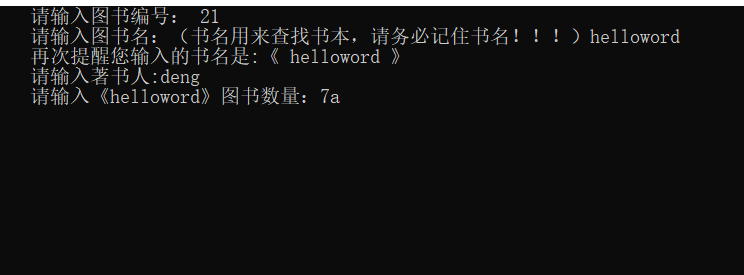 请输入图书编号： 21
请输入图书名：（书名用来查找书本，请务必记住书名！！！）helloword
再次提醒您输入的书名是:《 helloword 》
请输入著书人:deng
请输入《helloword》图书数量：7a